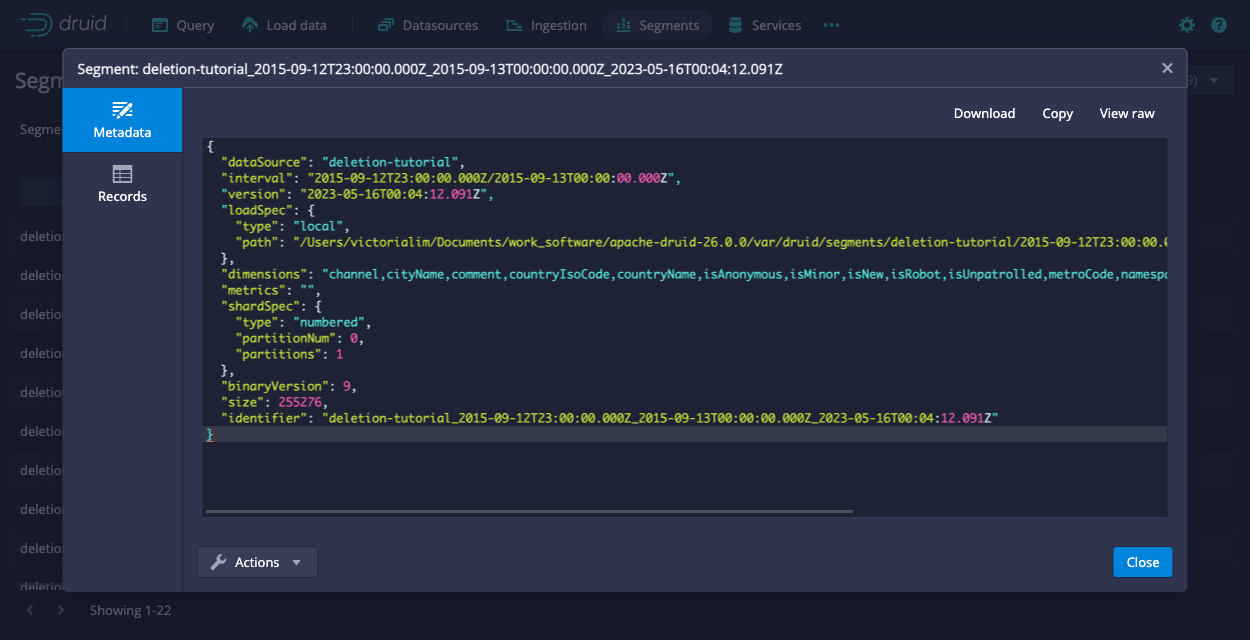 druid
Query
Load data
Datasources
Ingestion
Segments
Services
Segment: deletion-tutorial_2015-09-12T23:00:00.000Z_2015-09-13T00:00:00.000Z_2023-05-16T00:04:12.091Z
Metadata
Records
Download
Copy
View raw
{
"dataSource": "deletion-tutorial",
"interval": "2015-09-12T23:00:00.000Z/2015-09-13T00:00:00.000Z",
"version": "2023-05-16T00:04:12.091Z",
"loadSpec": {
"type": "local",
"path": "/Users/victorialim/Documents/work_software/apache-druid-26.0.0/var/druid/segments/deletion-tutorial/2015-09-12T23:00:00.0
},
"dimensions": "channel,cityName,comment,countryIsoCode,countryName,isAnonymous,isMinor,isNew,isRobot,isUnpatrolled,metroCode,namespa
"metrics": "",
"shardSpec": {
"type": "numbered",
"partitionNum": 0,
"partitions": 1
},
"binaryVersion": 9,
"size": 255276,
"identifier": "deletion-tutorial_2015-09-12T23:00:00.000Z_2015-09-13T00:00:00.000Z_2023-05-16T00:04:12.091Z"
}
Actions
Close
Segm
9)
Segme
deletio
deletio
deletio
deletio
deletio
deletio
deletio
deletio
deletio
deletio
Showing 1-22